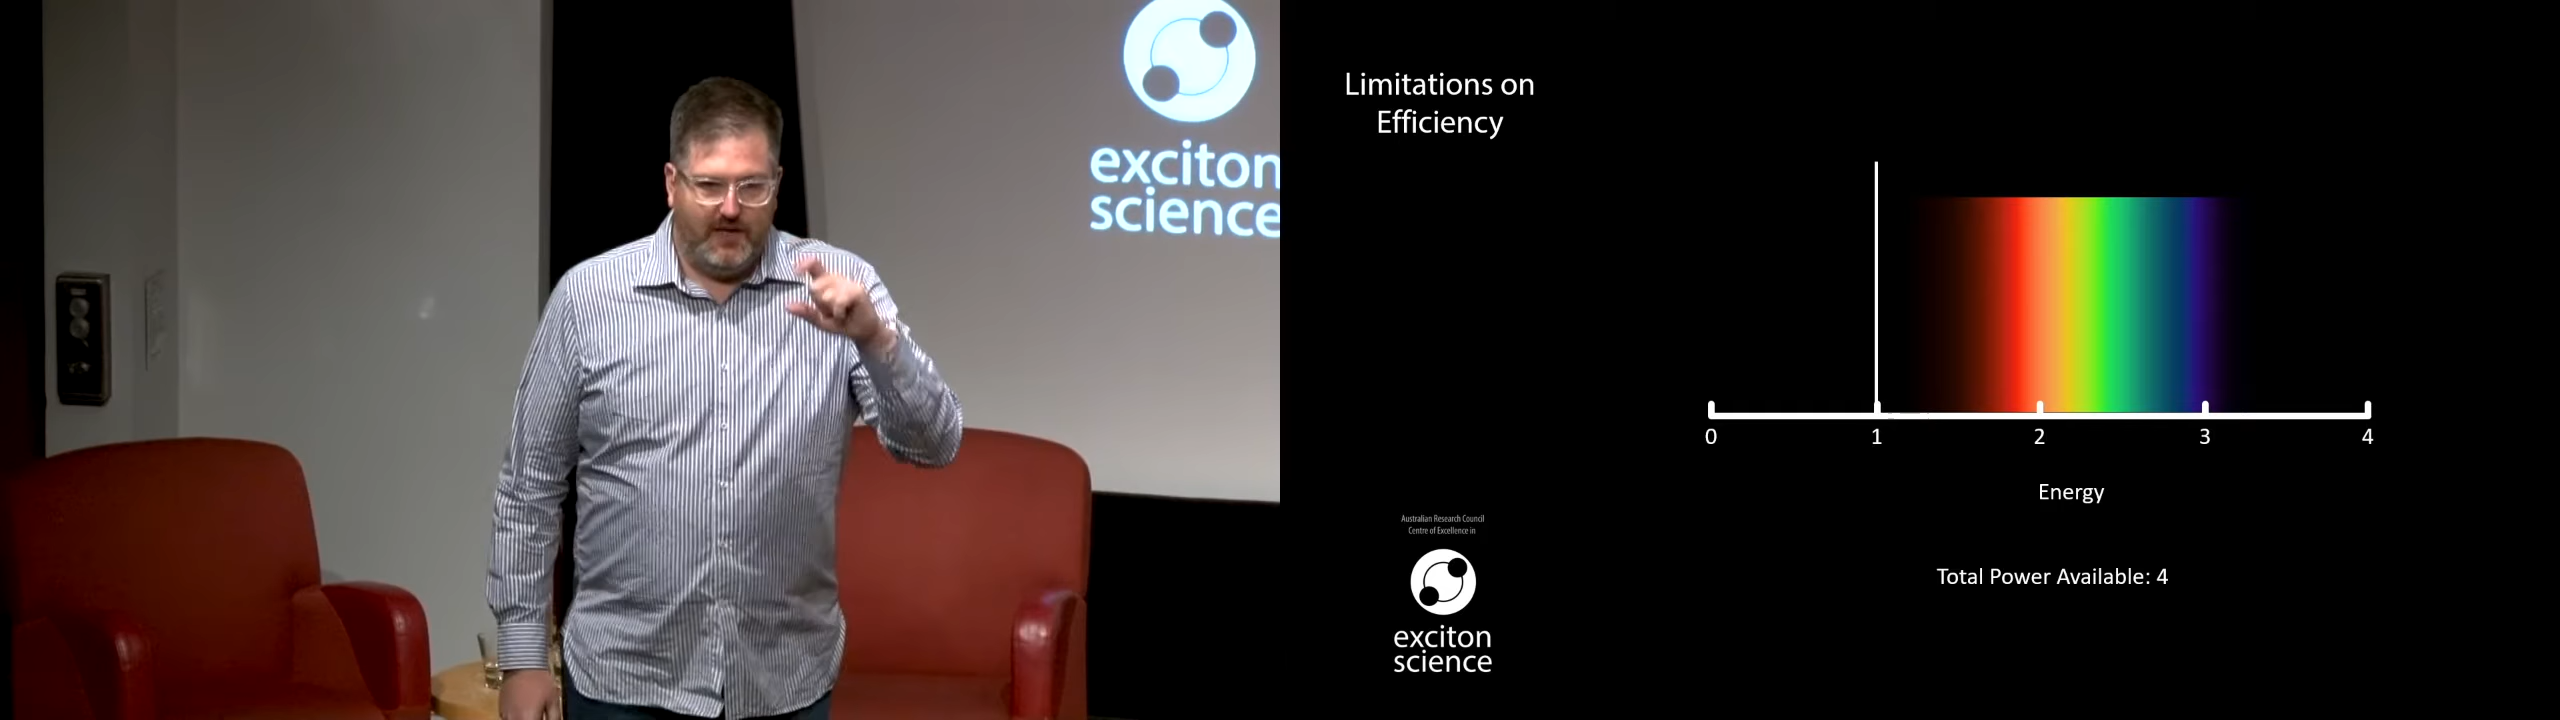 exciton
science
Limitations on
Efficiency
0 1 2 3 4
Energy
Total Power Available: 4
Australian Research Council
Centre of Excellence in
exciton
science